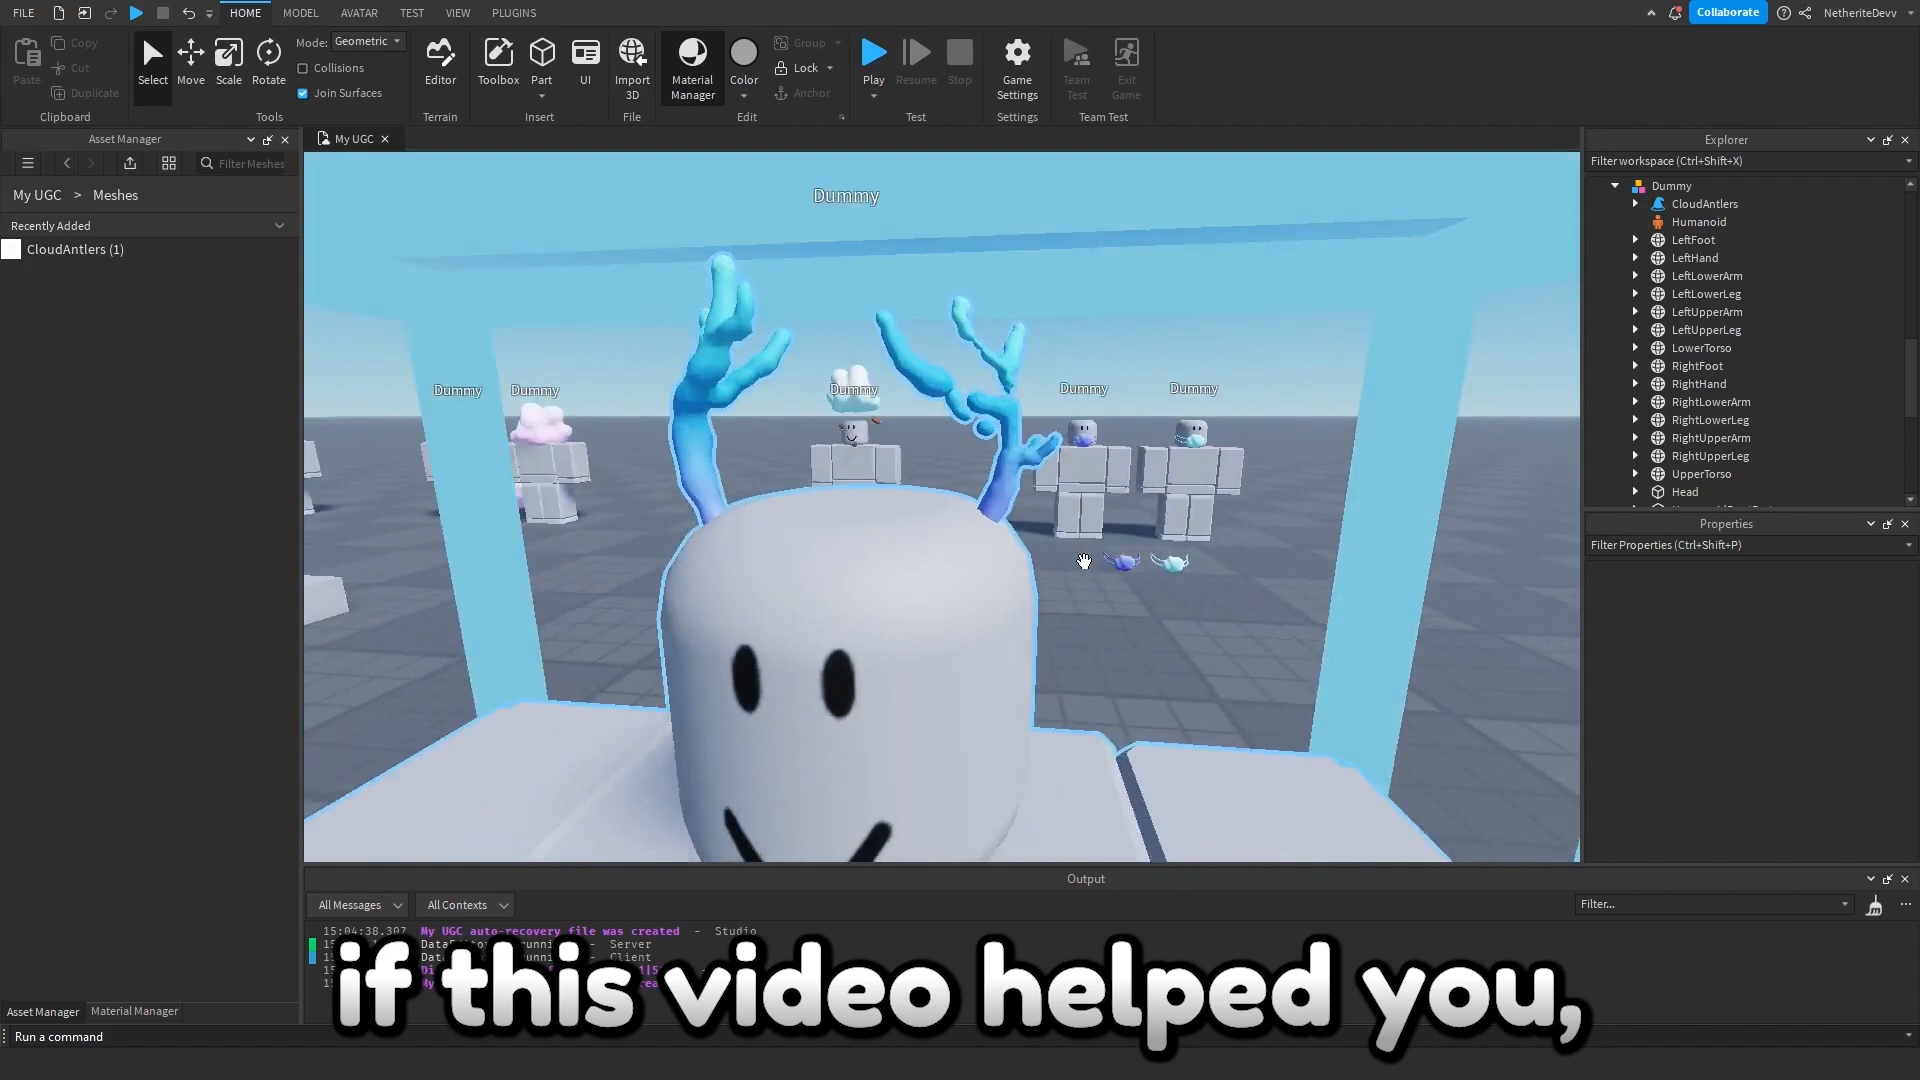 FILE
HOME
MODEL
AVATAR
TEST
VIEW
PLUGINS
Collaborate
NetheriteDevv
Paste
Copy
Cut
Duplicate
Clipboard
Select
Move
Scale
Rotate
Mode:
Geometric
Collisions
Join Surfaces
Tools
Editor
Terrain
Toolbox
Part
UI
Insert
Import
3D
File
Material
Manager
Color
Group
Lock
Anchor
Edit
Play
Resume
Stop
Test
Game
Settings
Settings
Team
Test
Exit
Game
Team Test
Asset Manager
Filter Meshes
My UGC > Meshes
Recently Added
CloudAntlers (1)
My UGC
Dummy
Dummy
Dummy
Dummy
Dummy
Dummy
Explorer
Filter workspace (Ctrl+Shift+X)
Dummy
CloudAntlers
Humanoid
LeftFoot
LeftHand
LeftLowerArm
LeftLowerLeg
LeftUpperArm
LeftUpperLeg
LowerTorso
RightFoot
RightHand
RightLowerArm
RightLowerLeg
RightUpperArm
RightUpperLeg
UpperTorso
Head
Properties
Filter Properties (Ctrl+Shift+P)
Output
All Messages
All Contexts
Filter...
15:04:38.307 My UGC auto-recovery file was created - Studio
Server
Client
if this video helped you,
Asset Manager
Material Manager
Run a command